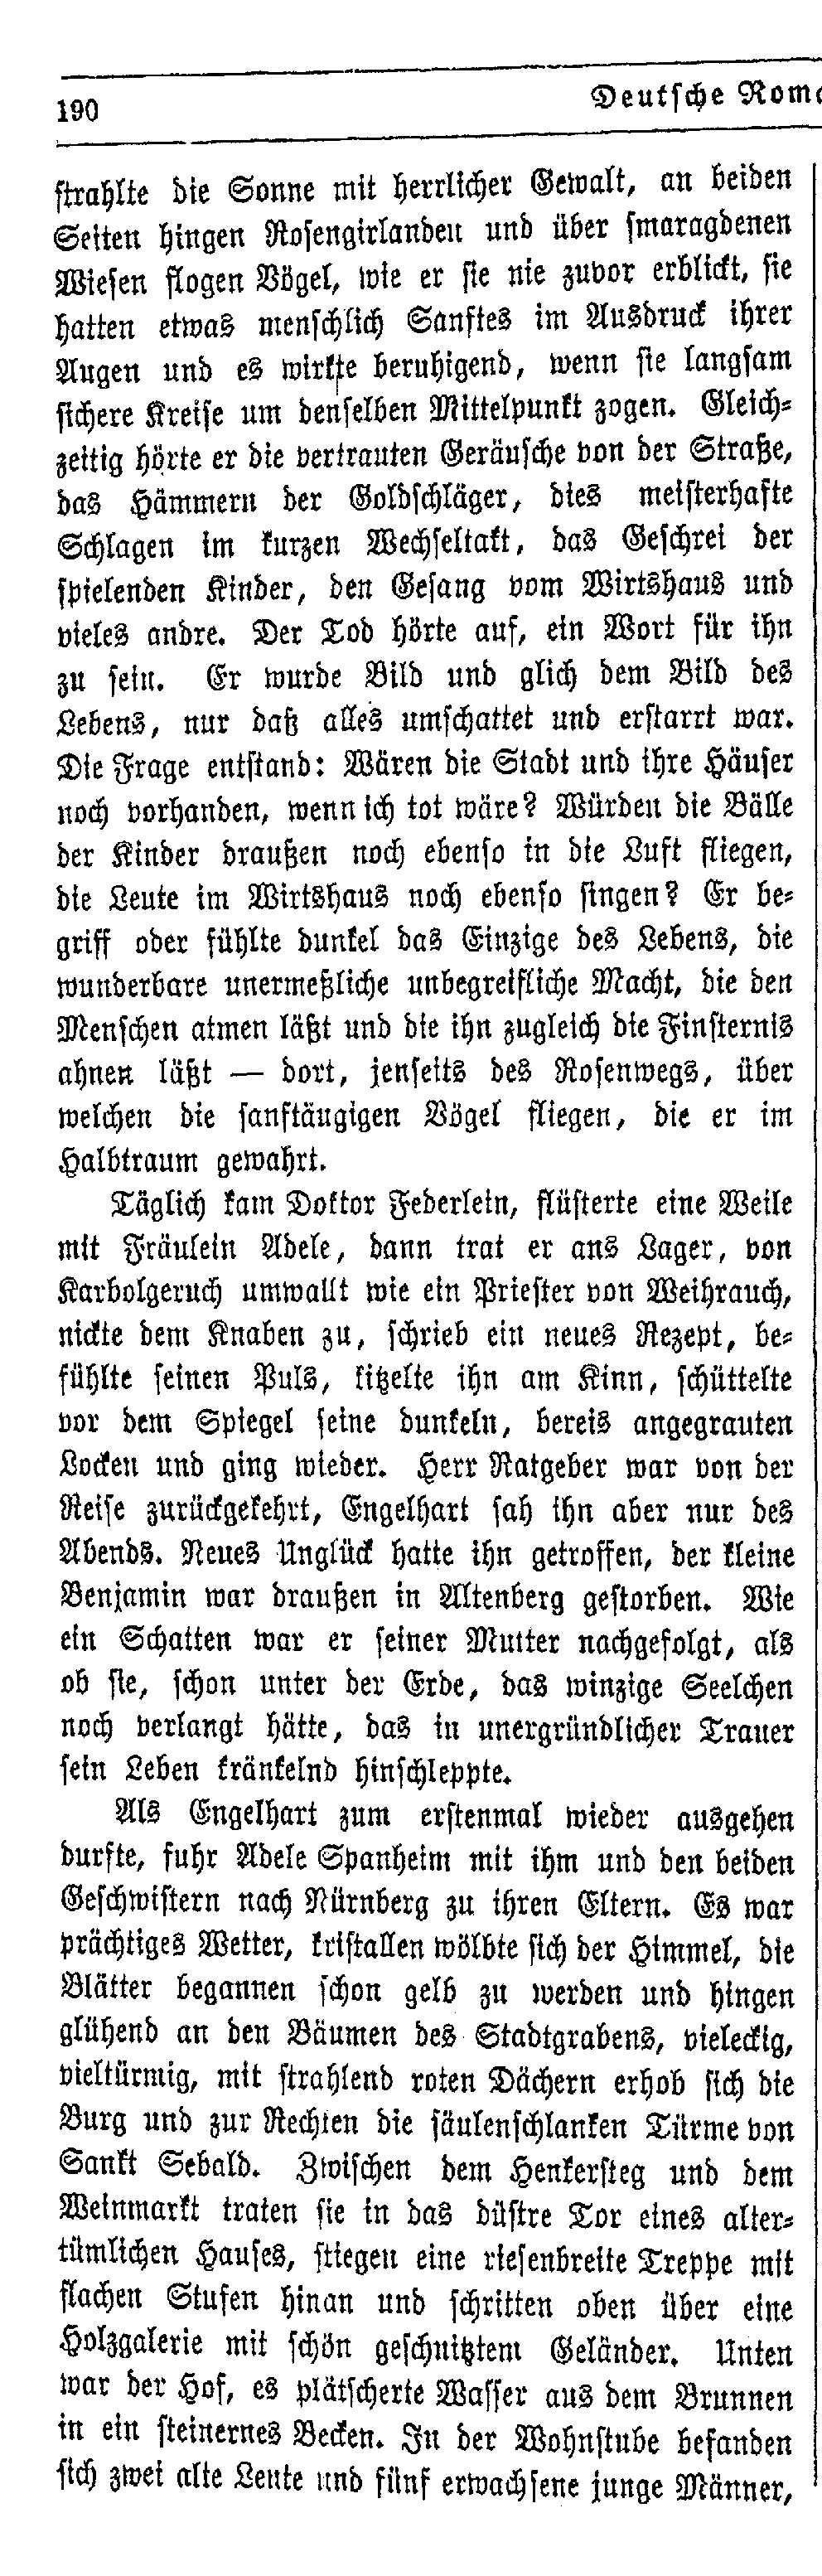 190
Deutsche Roma
strahlte die Sonne mit herrlicher Gewalt, an beiden
Seiten hingen Rosengirlanden und über smaragdenen
Wiesen flogen Vögel, wie er sie nie zuvor erblickt, sie
hatten etwas menschlich Sanftes im Ausdruck ihrer
Augen und es wirkte beruhigend, wenn sie langsam
sichere Kreise um denselben Mittelpunkt zogen. Gleich-
zeitig hörte er die vertrauten Geräusche von der Straße,
das Hämmern der Goldschläger, dies meisterhafte
Schlagen im kurzen Wechseltakt, das Geschrei der
spielenden Kinder, den Gesang vom Wirtshaus und
vieles andre. Der Tod hörte auf, ein Wort für ihn
zu sein. Er wurde Bild und glich dem Bild des
Lebens, nur daß alles umschattet und erstarrt war.
Die Frage entstand: Wären die Stadt und ihre Häuser
noch vorhanden, wenn ich tot wäre? Würden die Bälle
der Kinder draußen noch ebenso in die Luft fliegen,
die Leute im Wirtshaus noch ebenso singen? Er be-
griff oder fühlte dunkel das Einzige des Lebens, die
wunderbare unermeßliche unbegreifliche Macht, die den
Menschen atmen läßt und die ihn zugleich die Finsternis
ahnen läßt — dort, jenseits des Rosenwegs, über
welchen die sanftäugigen Vögel fliegen, die er im
Halbtraum gewahrt.
Täglich kam Doktor Federlein, flüsterte eine Weile
mit Fräulein Adele, dann trat er ans Lager, von
Karbolgeruch umwallt wie ein Priester von Weihrauch,
nickte dem Knaben zu, schrieb ein neues Rezept, be-
fühlte seinen Puls, kitzelte ihn am Kinn, schüttelte
vor dem Spiegel seine dunkeln, bereis angegrauten
Locken und ging wieder. Herr Ratgeber war von der
Reise zurückgekehrt, Engelhart sah ihn aber nur des
Abends. Neues Unglück hatte ihn getroffen, der kleine
Benjamin war draußen in Altenberg gestorben. Wie
ein Schatten war er seiner Mutter nachgefolgt, als
ob sie, schon unter der Erde, das winzige Seelchen
noch verlangt hätte, das in unergründlicher Trauer
sein Leben kränkelnd hinschleppte.
Als Engelhart zum erstenmal wieder ausgehen
durfte, fuhr Adele Spanheim mit ihm und den beiden
Geschwistern nach Nürnberg zu ihren Eltern. Es war
prächtiges Wetter, kristallen wölbte sich der Himmel, die
Blätter begannen schon gelb zu werden und hingen
glühend an den Bäumen des Stadtgrabens, vieleckig,
vieltürmig, mit strahlend roten Dächern erhob sich die
Burg und zur Rechten die säulenschlanken Türme von
Sankt Sebald. Zwischen dem Henkersteg und dem
Weinmarkt traten sie in das düstre Tor eines alter-
tümlichen Hauses, stiegen eine riesenbreite Treppe mit
flachen Stufen hinan und schritten oben über eine
Holzgalerie mit schön geschnitztem Geländer. Unten
war der Hof, es plätscherte Wasser aus dem Brunnen
in ein steinernes Becken. In der Wohnstube befanden
sich zwei alte Leute und fünf erwachsene junge Männer,